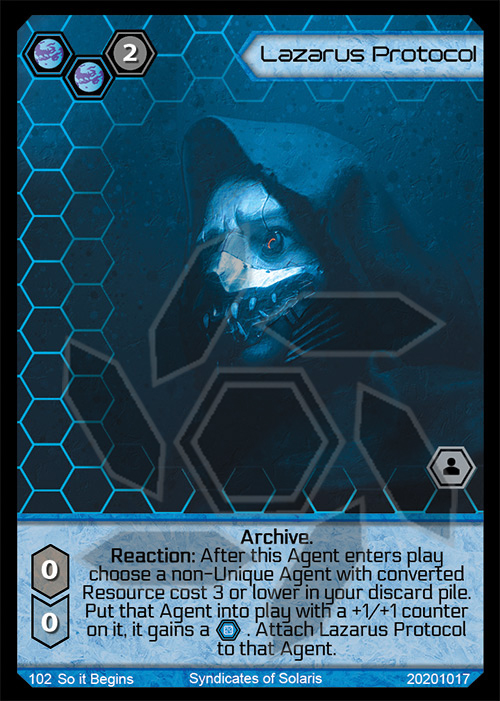 2
Lazarus Protocol
Archive.
Reaction: After this Agent enters play
choose a non-Unique Agent with converted
Resource cost 3 or lower in your discard pile.
Put that Agent into play with a +1/+1 counter
on it, it gains a . Attach Lazarus Protocol
to that Agent.
0
0
102 So it Begins
Syndicates of Solaris
20201017